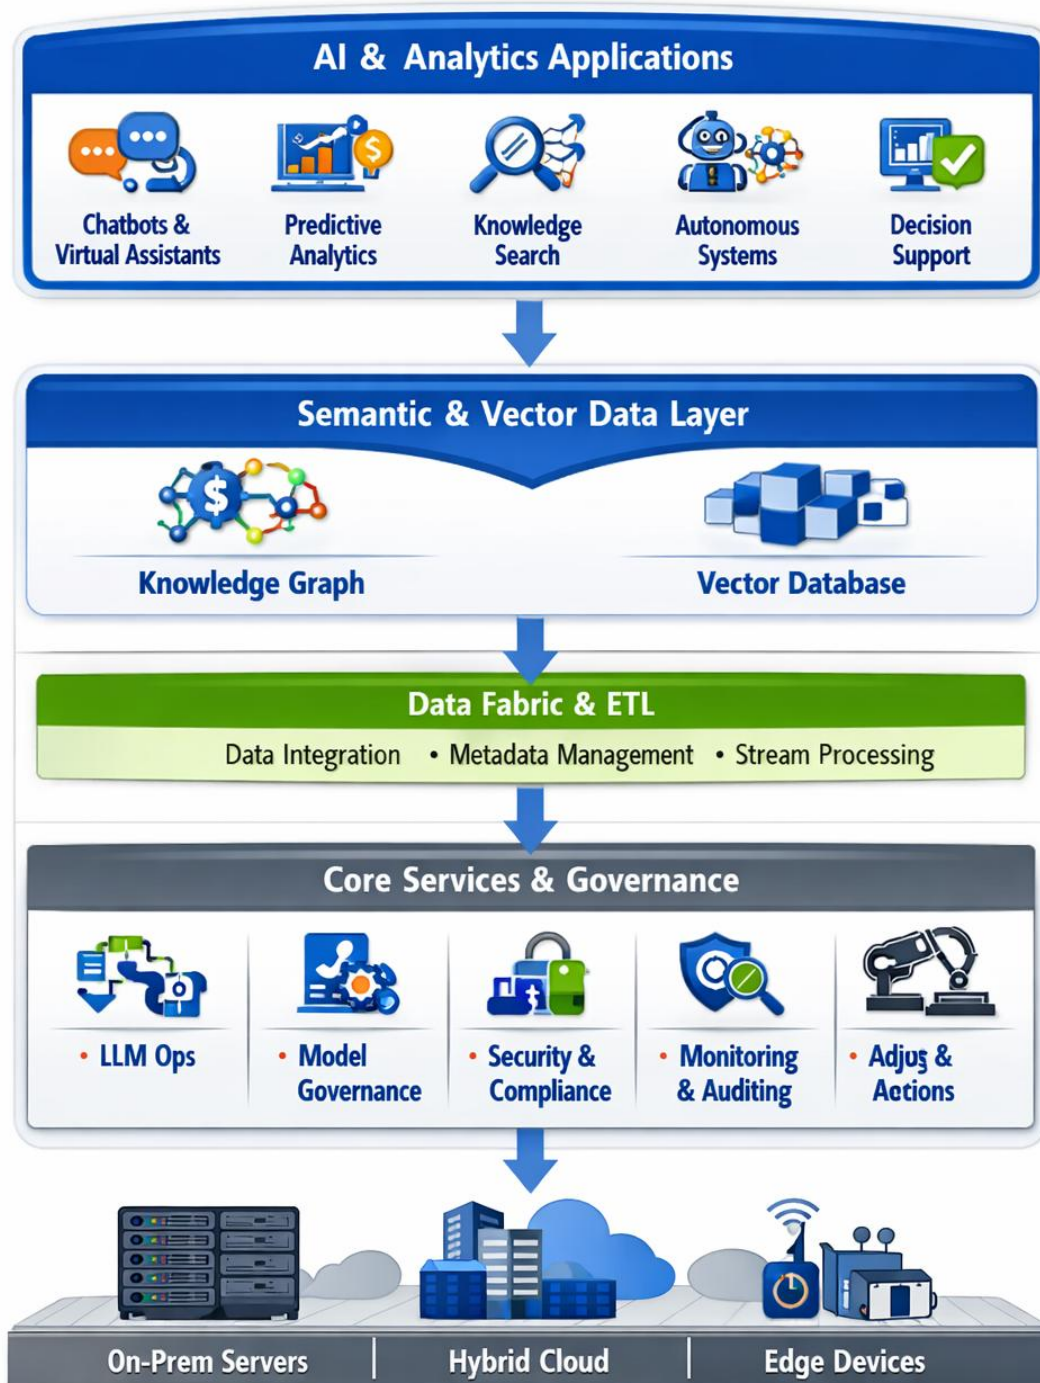 AI & Analytics Applications
Chatbots &
Virtual Assistants
Predictive
Analytics
Knowledge
Search
Autonomous
Systems
Decision
Support
Semantic & Vector Data Layer
Knowledge Graph
Vector Database
Data Fabric & ETL
Data Integration • Metadata Management • Stream Processing
Core Services & Governance
• LLM Ops
• Model
Governance
• Security &
Compliance
• Monitoring
& Auditing
• &
Actions
On-Prem Servers | Hybrid Cloud | Edge Devices